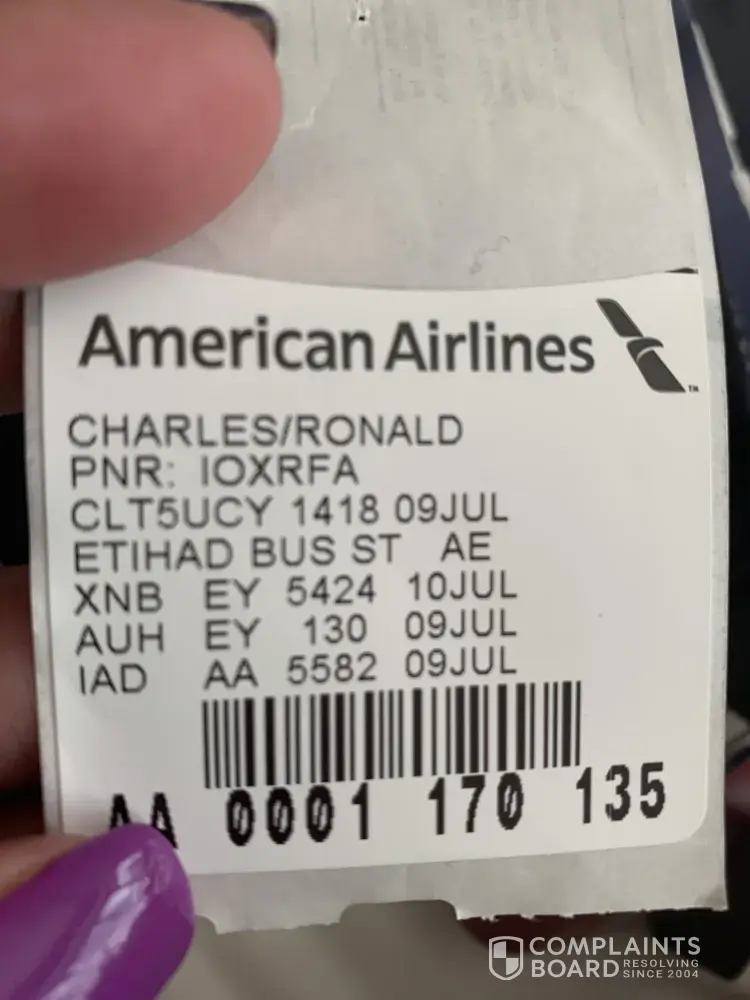 American Airlines
™
CHARLES/RONALD
PNR: IOXRFA
CLT5UCY 1418 09JUL
ETIHAD BUS ST AE
XNB EY 5424 10JUL
AUH EY 130 09JUL
IAD AA 5582 09JUL
AA 0001 170 135
COMPLAINTS
BOARD RESOLVING
SINCE 2004